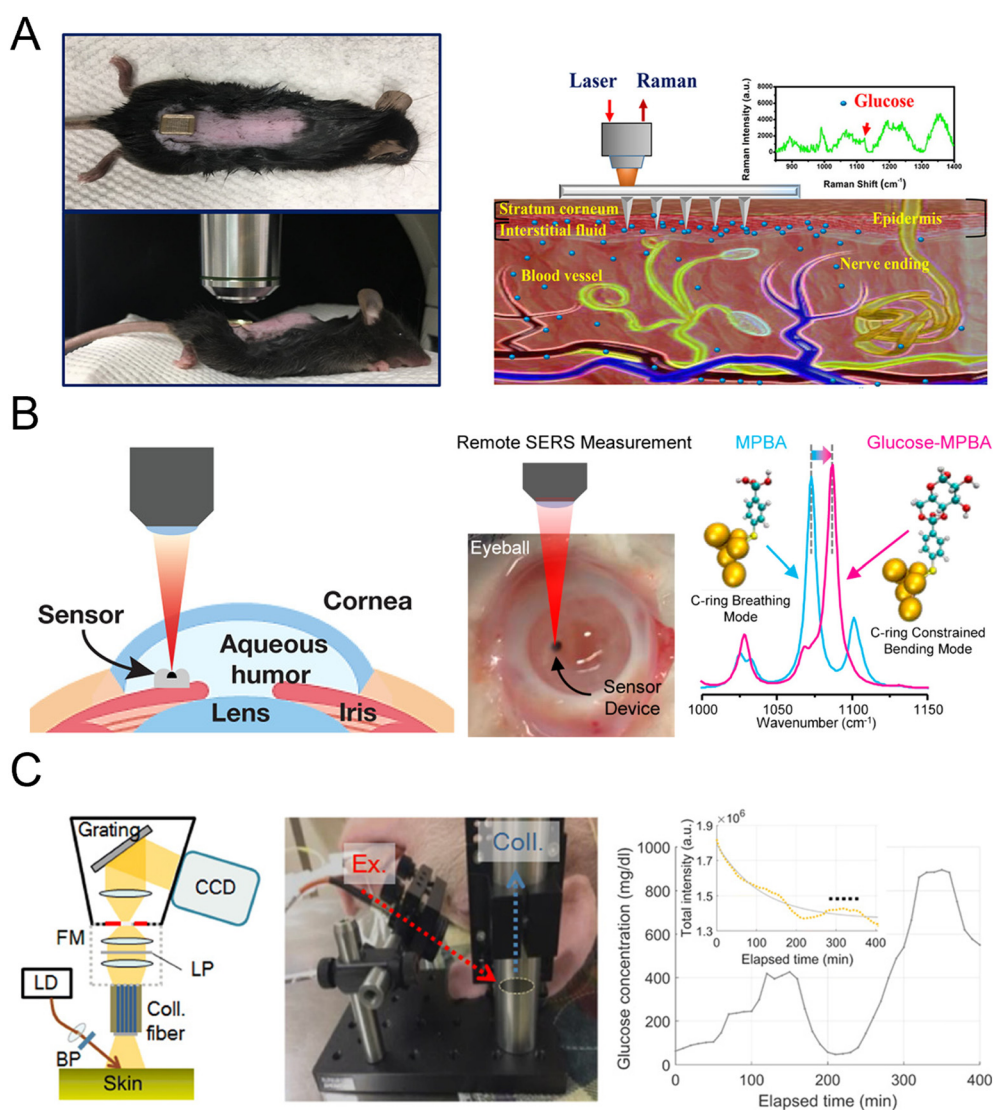 A
Laser Raman
Raman Intensity (a.u.)
8000
6000
4000
2000
0
Glucose
900 1000 1100 1200 1300 1400
Raman Shift (cm⁻¹)
Stratum corneum
Interstitial fluid
Epidermis
Blood vessel
Nerve ending
B
Sensor
Cornea
Aqueous
humor
Lens
Iris
Remote SERS Measurement
Eyeball
Sensor
Device
MPBA
Glucose-MPBA
C-ring Breathing
Mode
C-ring Constrained
Bending Mode
1000 1050 1100 1150
Wavenumber (cm⁻¹)
C
Grating
CCD
FM
LP
LD
Coll.
fiber
BP
Skin
Ex.
Coll.
Glucose concentration (mg/dl)
1000
800
600
400
200
0
0 100 200 300 400
Elapsed time (min)
×10⁶
Total intensity (a.u.)
1.9
1.7
1.5
1.3
0 100 200 300 400
Elapsed time (min)